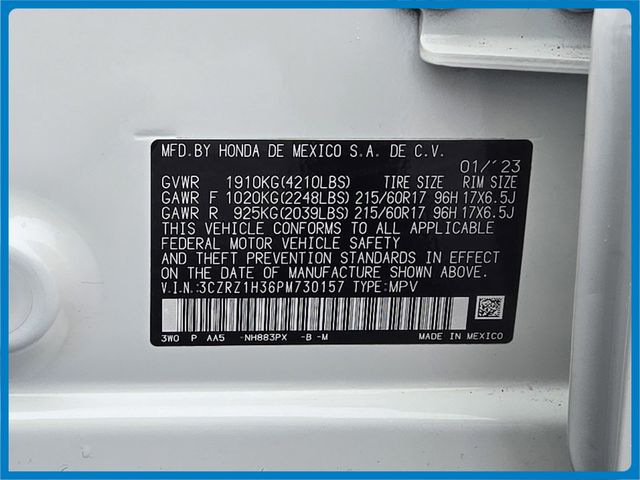 MFD.BY HONDA DE MEXICO S.A. DE C.V.
01/'23
GVWR 1910KG(4210LBS) TIRE SIZE RIM SIZE
GAWR F 1020KG(2248LBS) 215/60R17 96H 17X6.5J
GAWR R 925KG(2039LBS) 215/60R17 96H 17X6.5J
THIS VEHICLE CONFORMS TO ALL APPLICABLE
FEDERAL MOTOR VEHICLE SAFETY
AND THEFT PREVENTION STANDARDS IN EFFECT ON
THE DATE OF MANUFACTURE SHOWN ABOVE.
V.I.N.:3CZRZ1H36PM730157 TYPE:MPV
3W0 P AA5 -NH883PX -B -M MADE IN MEXICO